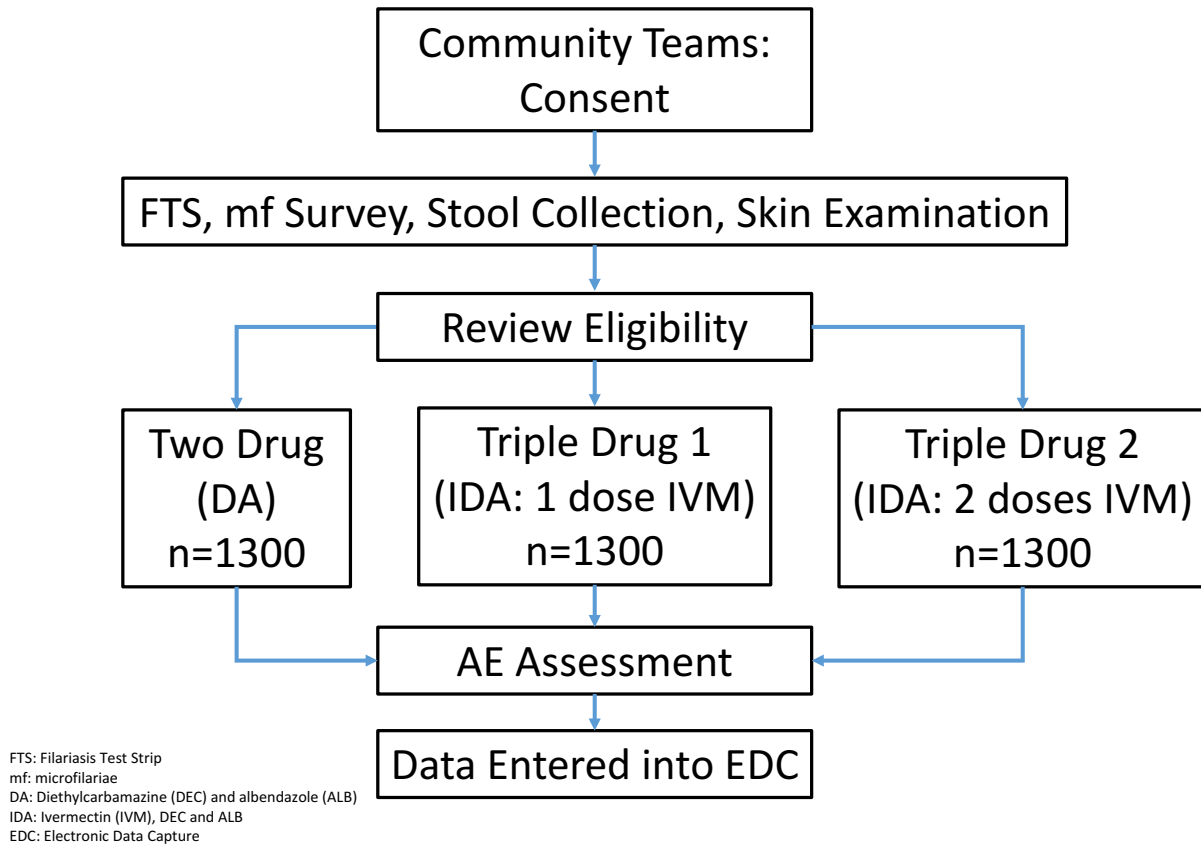 Community Teams:
Consent
FTS, mf Survey, Stool Collection, Skin Examination
Review Eligibility
Two Drug
(DA)
n=1300
Triple Drug 1
(IDA: 1 dose IVM)
n=1300
Triple Drug 2
(IDA: 2 doses IVM)
n=1300
AE Assessment
Data Entered into EDC
FTS: Filariasis Test Strip
mf: microfilariae
DA: Diethylcarbamazine (DEC) and albendazole (ALB)
IDA: Ivermectin (IVM), DEC and ALB
EDC: Electronic Data Capture